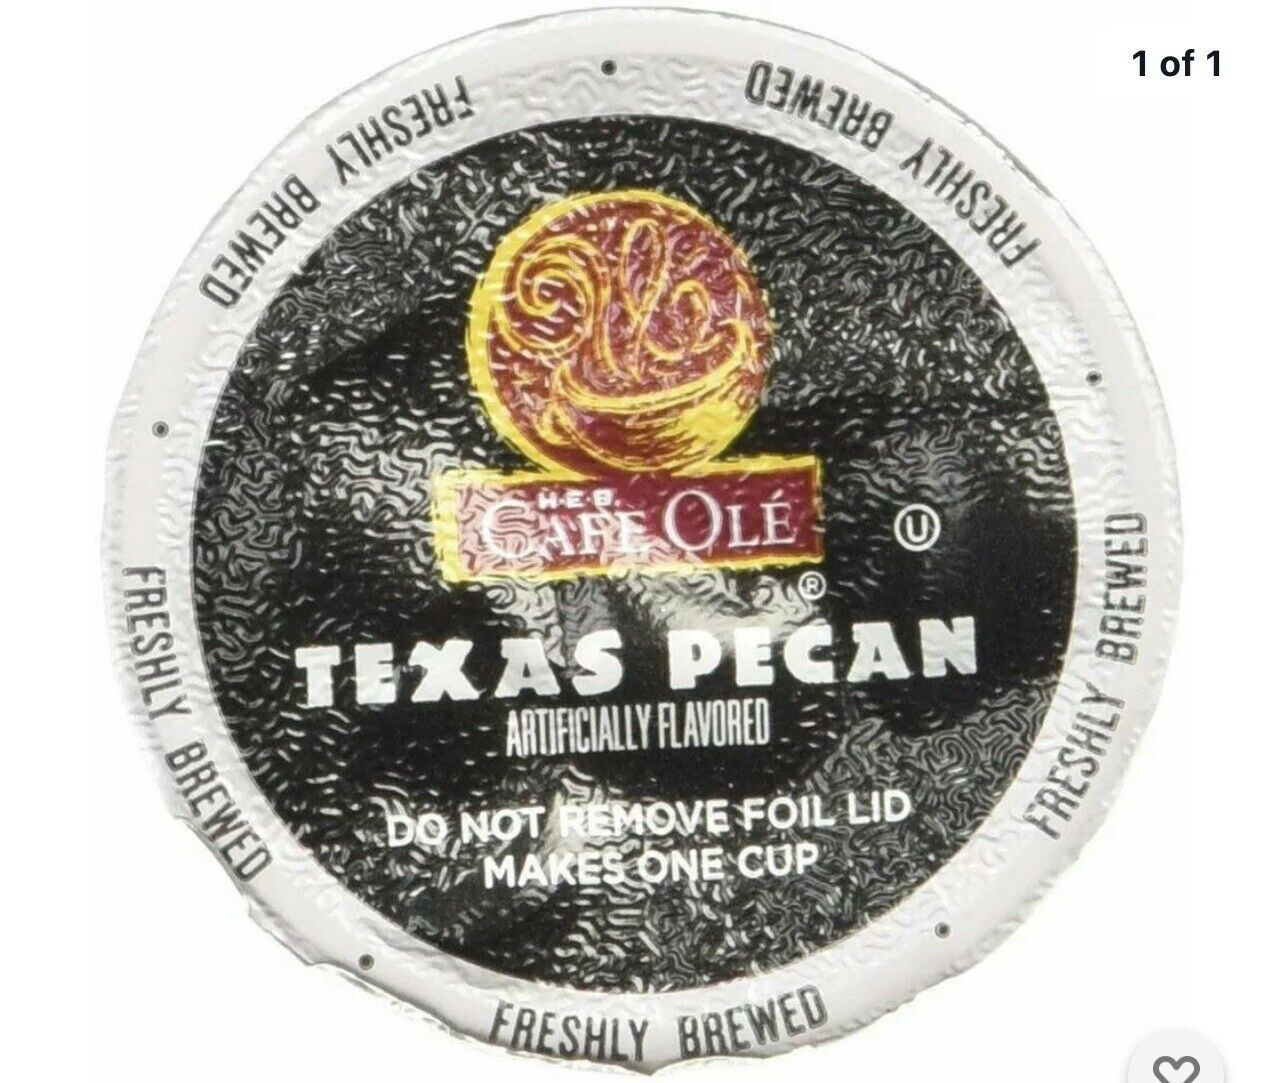 1 of 1
FRESHLY BREWED
FRESHLY BREWED
H-E-B.
CAFE OLÉ
®
U
TEXAS PECAN
ARTIFICIALLY FLAVORED
DO NOT REMOVE FOIL LID
MAKES ONE CUP
FRESHLY BREWED
FRESHLY BREWED
FRESHLY BREWED